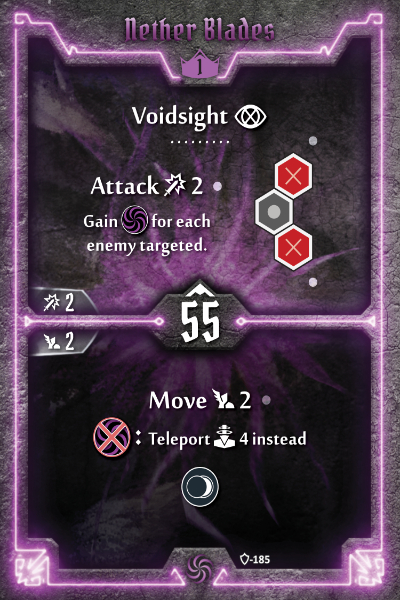 Nether Blades
1
Voidsight
Attack 2
Gain for each
enemy targeted.
2
55
2
Move 2
: Teleport 4 instead
-185